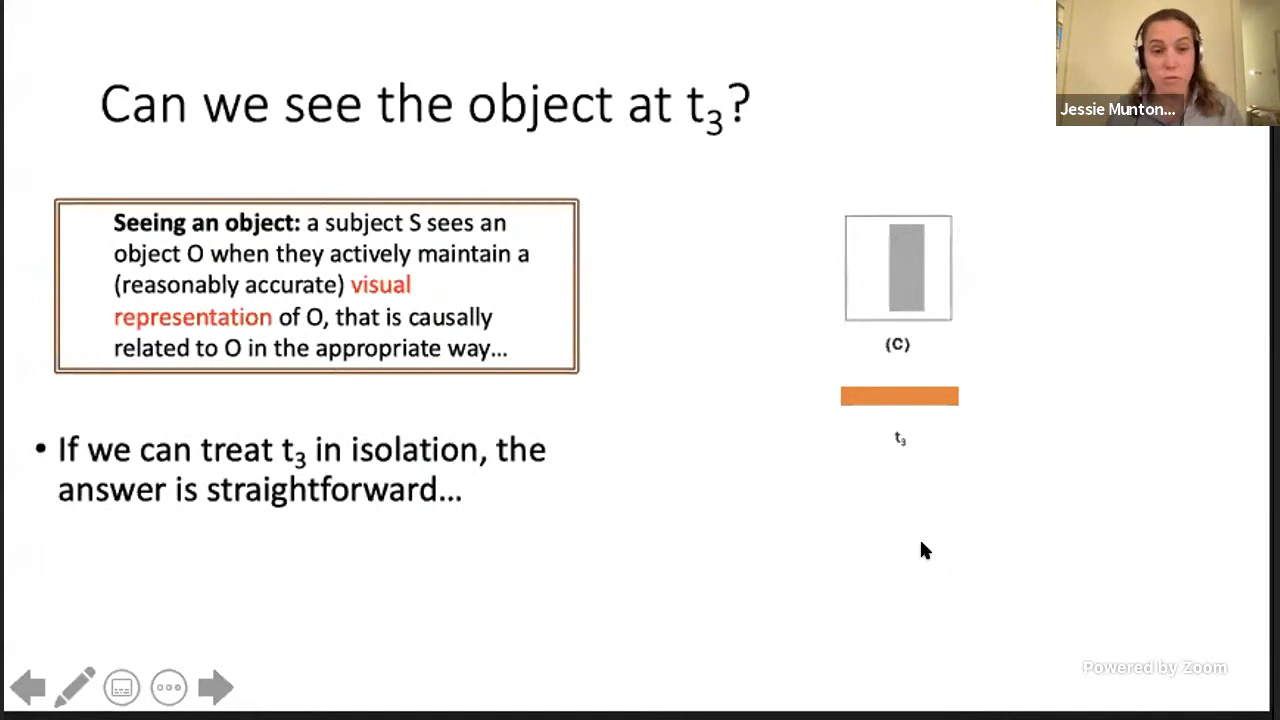 Can we see the object at t₃?
Jessie Munton...
Seeing an object: a subject S sees an
object O when they actively maintain a
(reasonably accurate) visual
representation of O, that is causally
related to O in the appropriate way...
(C)
t₃
• If we can treat t₃ in isolation, the
answer is straightforward...
Powered by Zoom